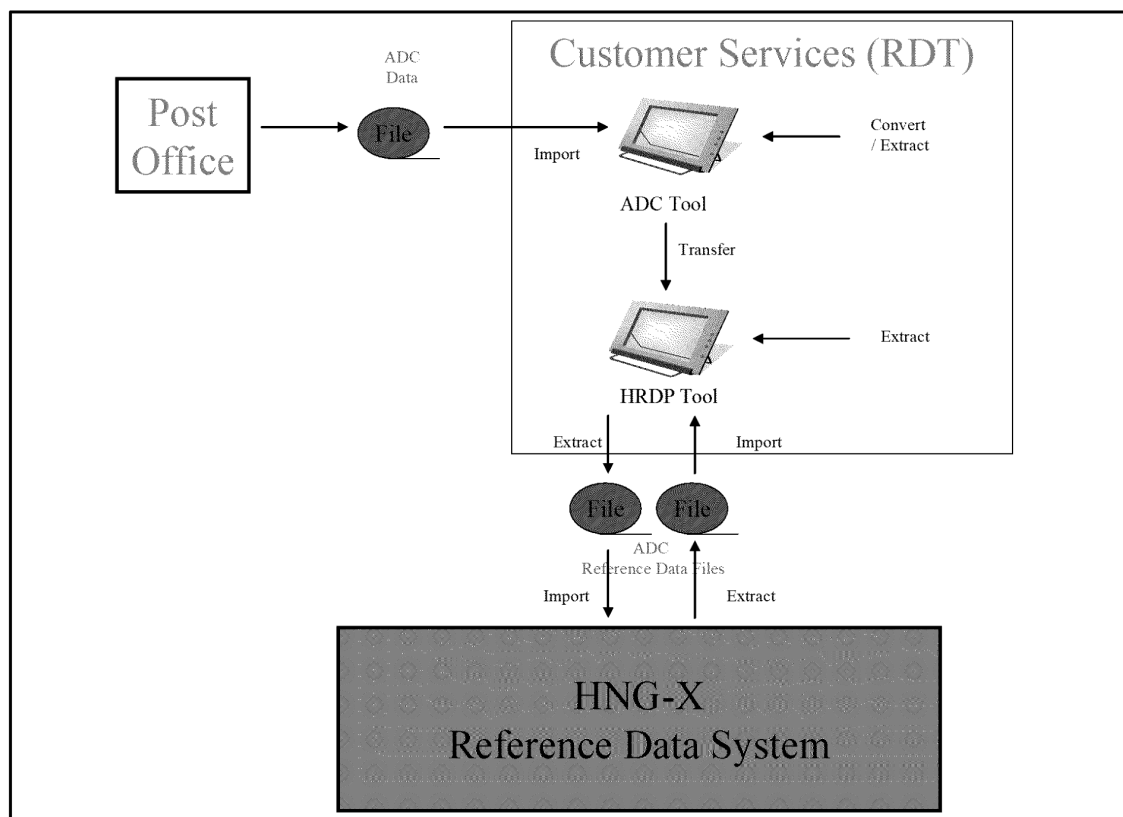 Customer Services (RDT)
ADC
Data
Post
Office
File
Import
Convert
/ Extract
ADC Tool
Transfer
Extract
HRDP Tool
Extract
Import
File
File
ADC
Reference Data Files
Import
Extract
HNG-X
Reference Data System